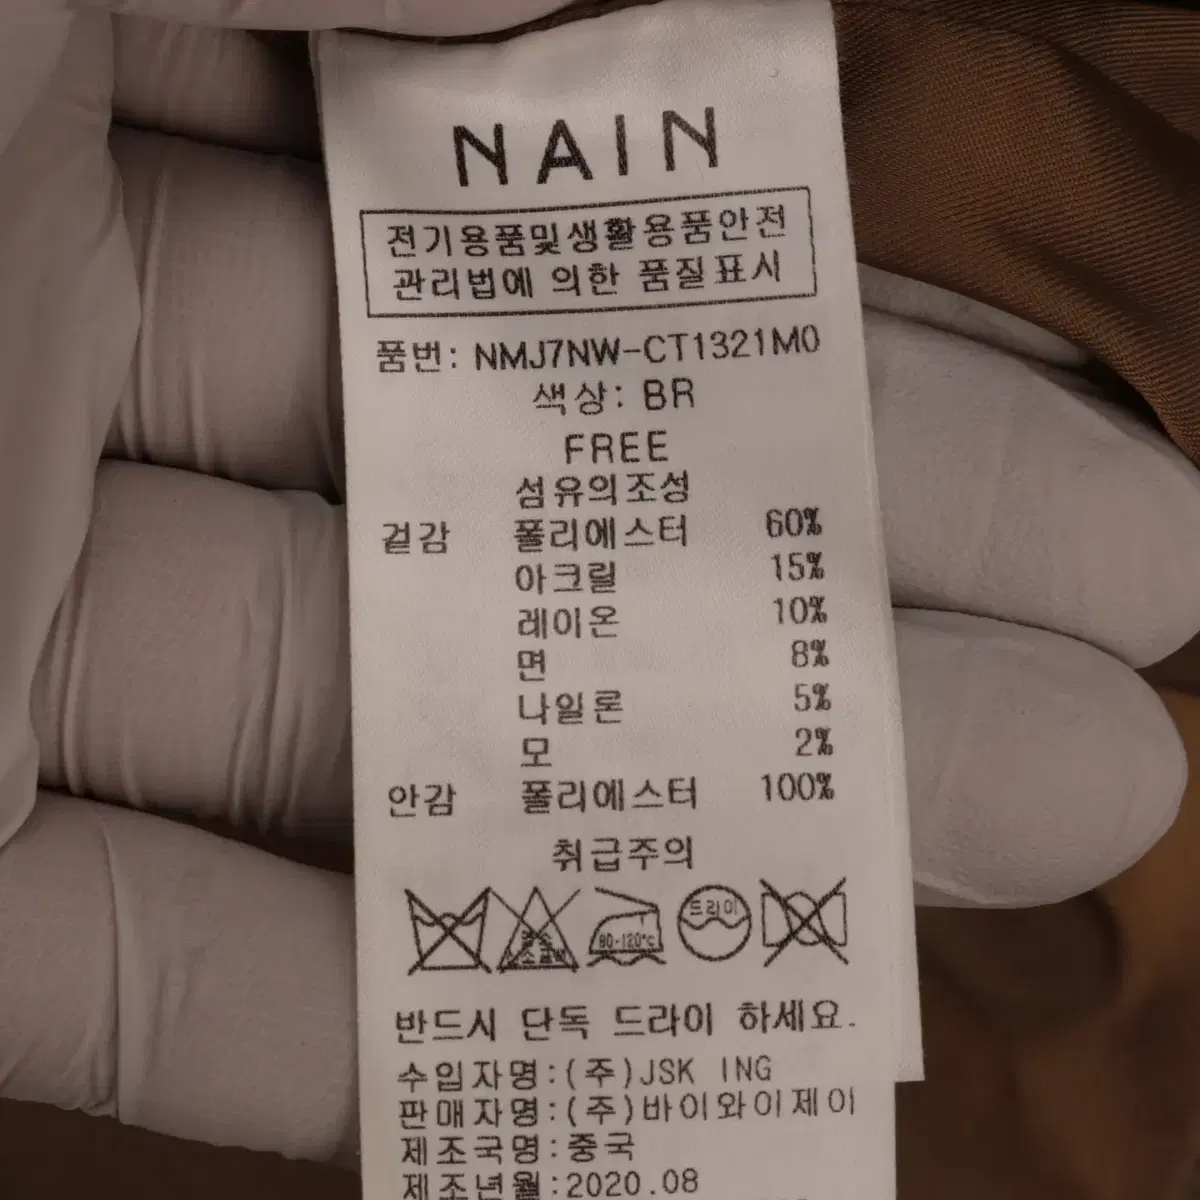 NAIN
전기용품및생활용품안전
관리법에 의한 품질표시
품번: NMJ7NW-CT1321M0
색상: BR
FREE
섬유의조성
겉감 폴리에스터 60%
아크릴 15%
레이온 10%
면 8%
나일론 5%
모 2%
안감 폴리에스터 100%
취급주의
80-120°c
드라이
반드시 단독 드라이 하세요.
수입자명:(주)JSK ING
판매자명:(주)바이와이제이
제조국명:중국
제조년월:2020.08